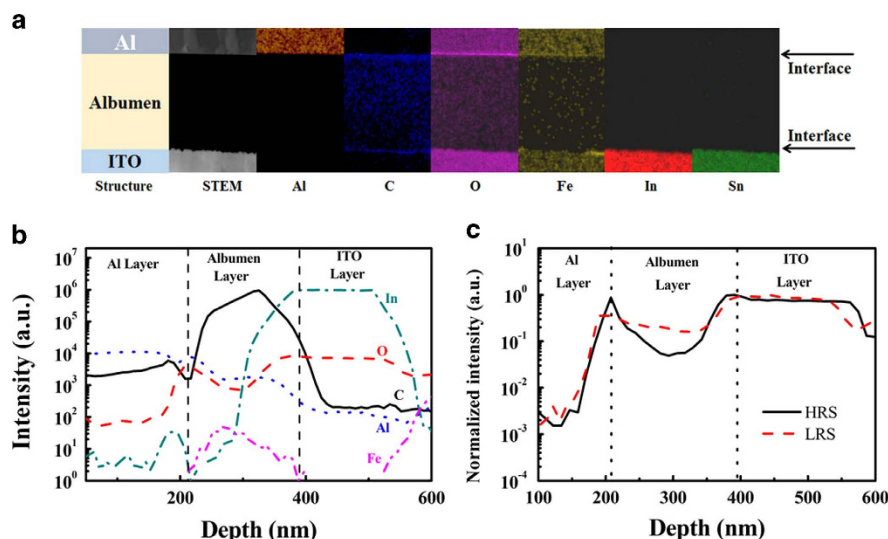 a
Al
Albumen
ITO
Interface
Interface
Structure STEM Al C O Fe In Sn
b
10⁷
10⁶
10⁵
10⁴
10³
10²
10¹
10⁰
Intensity (a.u.)
Al Layer
Albumen
Layer
ITO
Layer
In
O
C
Al
Fe
200 400 600
Depth (nm)
c
10¹
10⁰
10⁻¹
10⁻²
10⁻³
10⁻⁴
Normalized intensity (a.u.)
Al
Layer
Albumen
Layer
ITO
Layer
HRS
LRS
100 200 300 400 500 600
Depth (nm)